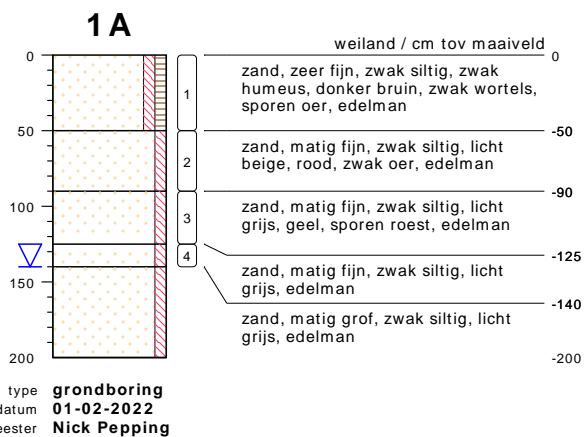 1 A
weiland / cm tov maaiveld
0
0
zand, zeer fijn, zwak siltig, zwak
humeus, donker bruin, zwak wortels,
sporen oer, edelman
1
50
-50
zand, matig fijn, zwak siltig, licht
beige, rood, zwak oer, edelman
2
-90
100
zand, matig fijn, zwak siltig, licht
grijs, geel, sporen roest, edelman
3
-125
4
zand, matig fijn, zwak siltig, licht
grijs, edelman
150
-140
zand, matig grof, zwak siltig, licht
grijs, edelman
200
-200
type grondboring
datum 01-02-2022
eester Nick Pepping